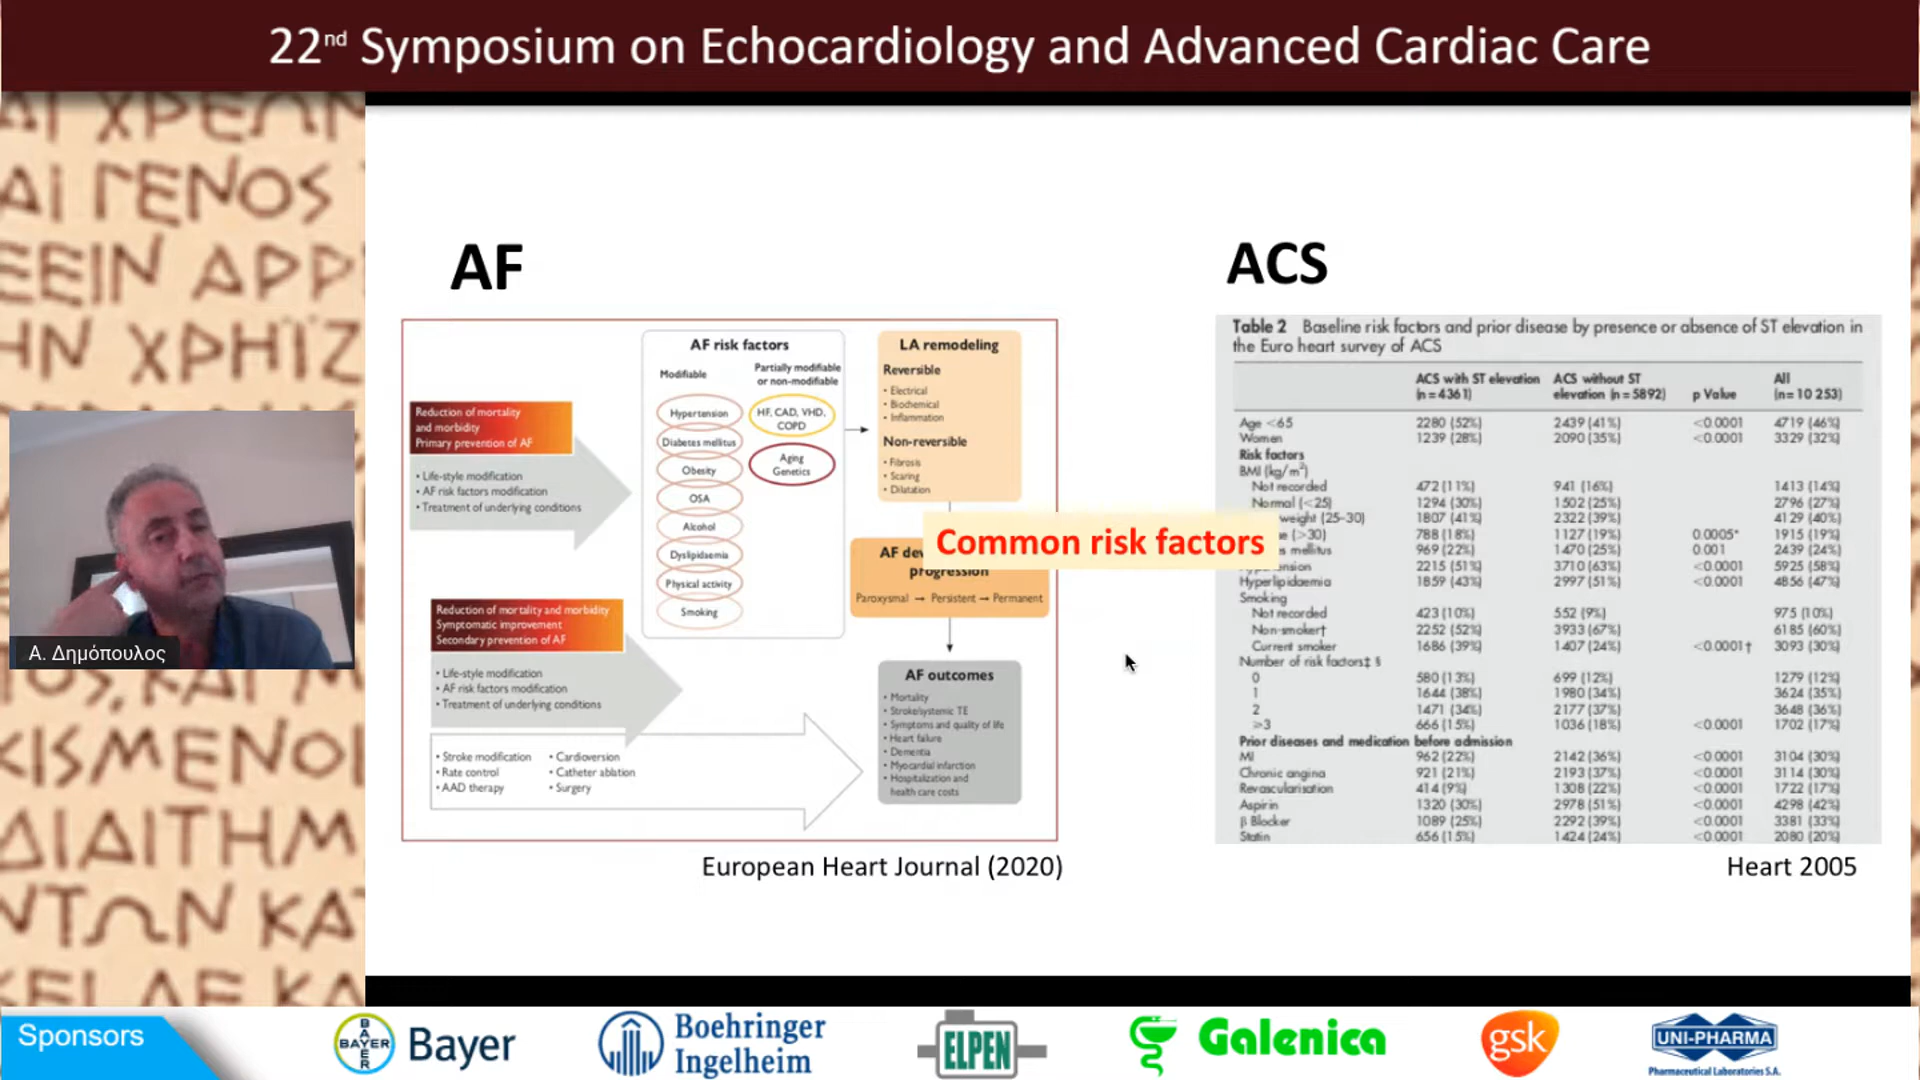 22nd Symposium on Echocardiology and Advanced Cardiac Care
ΑΙ ΧΡΕΩΝ
ΑΙ ΓΕΝΟΣ
ΕΕΙΝ ΑΡΡ
ΗΝ ΧΡΗΪΖ
Α. Δημόπουλος
ΚΙΣΜΕΝΟΙ
ΔΙΑΙΤΗΜ
ΝΤΩΝ ΚΑ
AF
AF risk factors
Modifiable
Partially modifiable
or non-modifiable
Hypertension
Diabetes mellitus
Obesity
OSA
Alcohol
Dyslipidaemia
Physical activity
Smoking
HF, CAD, VHD,
COPD
Aging
Genetics
Reduction of mortality
and morbidity
Primary prevention of AF
• Life-style modification
• AF risk factors modification
• Treatment of underlying conditions
Reduction of mortality and morbidity
Symptomatic improvement
Secondary prevention of AF
• Life-style modification
• AF risk factors modification
• Treatment of underlying conditions
• Stroke modification
• Rate control
• AAD therapy
• Cardioversion
• Catheter ablation
• Surgery
LA remodeling
Reversible
• Electrical
• Biochemical
• Inflammation
Non-reversible
• Fibrosis
• Scaring
• Dilatation
AF
progression
Paroxysmal → Persistent → Permanent
AF outcomes
• Mortality
• Stroke/systemic TE
• Symptoms and quality of life
• Heart failure
• Dementia
• Myocardial infarction
• Hospitalization and
health care costs
European Heart Journal (2020)
Common risk factors
ACS
Table 2 Baseline risk factors and prior disease by presence or absence of ST elevation in
the Euro heart survey of ACS
ACS with ST elevation (n=4361) ACS without ST elevation (n=5892) p Value All (n=10 253)
Age <65 2280 (52%) 2439 (41%) <0.0001 4719 (46%)
Women 1239 (28%) 2090 (35%) <0.0001 3329 (32%)
Risk factors
BMI (kg/m²)
Not recorded 472 (11%) 941 (16%) 1413 (14%)
Normal (<25) 1294 (30%) 1502 (25%) 2796 (27%)
weight (25–30) 1807 (41%) 2322 (39%) 4129 (40%)
(>30) 788 (18%) 1127 (19%) 0.0005* 1915 (19%)
mellitus 969 (22%) 1470 (25%) 0.001 2439 (24%)
2215 (51%) 3710 (63%) <0.0001 5925 (58%)
Hyperlipidaemia 1859 (43%) 2997 (51%) <0.0001 4856 (47%)
Smoking
Not recorded 423 (10%) 552 (9%) 975 (10%)
Non-smoker† 2252 (52%) 3933 (67%) 6185 (60%)
Current smoker 1686 (39%) 1407 (24%) <0.0001† 3093 (30%)
Number of risk factors‡ §
0 580 (13%) 699 (12%) 1279 (12%)
1 1644 (38%) 1980 (34%) 3624 (35%)
2 1471 (34%) 2177 (37%) 3648 (36%)
≥3 666 (15%) 1036 (18%) <0.0001 1702 (17%)
Prior diseases and medication before admission
MI 962 (22%) 2142 (36%) <0.0001 3104 (30%)
Chronic angina 921 (21%) 2193 (37%) <0.0001 3114 (30%)
Revascularisation 414 (9%) 1308 (22%) <0.0001 1722 (17%)
Aspirin 1320 (30%) 2978 (51%) <0.0001 4298 (42%)
β Blocker 1089 (25%) 2292 (39%) <0.0001 3381 (33%)
Statin 656 (15%) 1424 (24%) <0.0001 2080 (20%)
Heart 2005
Sponsors
BAYER
BAYER
Bayer
Boehringer
Ingelheim
ELPEN
Galenica
gsk
UNI-PHARMA
Pharmaceutical Laboratories S.A.